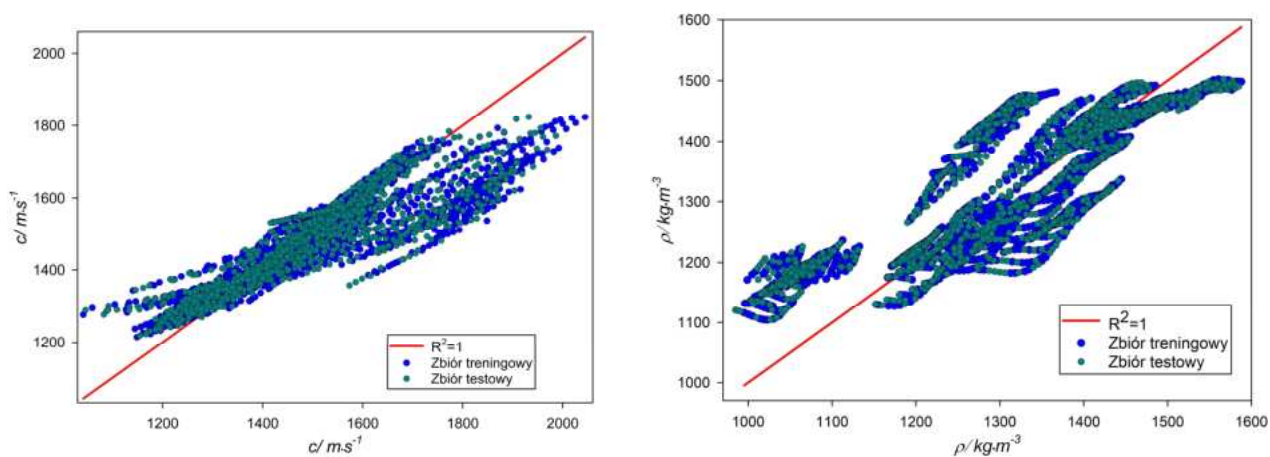 2000
1800
1600
1400
1200
c/ m·s⁻¹
R²=1
Zbiór treningowy
Zbiór testowy
1200 1400 1600 1800 2000
c/ m·s⁻¹
1600
1500
1400
1300
1200
1100
1000
ρ/ kg·m⁻³
R²=1
Zbiór treningowy
Zbiór testowy
1000 1100 1200 1300 1400 1500 1600
ρ/ kg·m⁻³